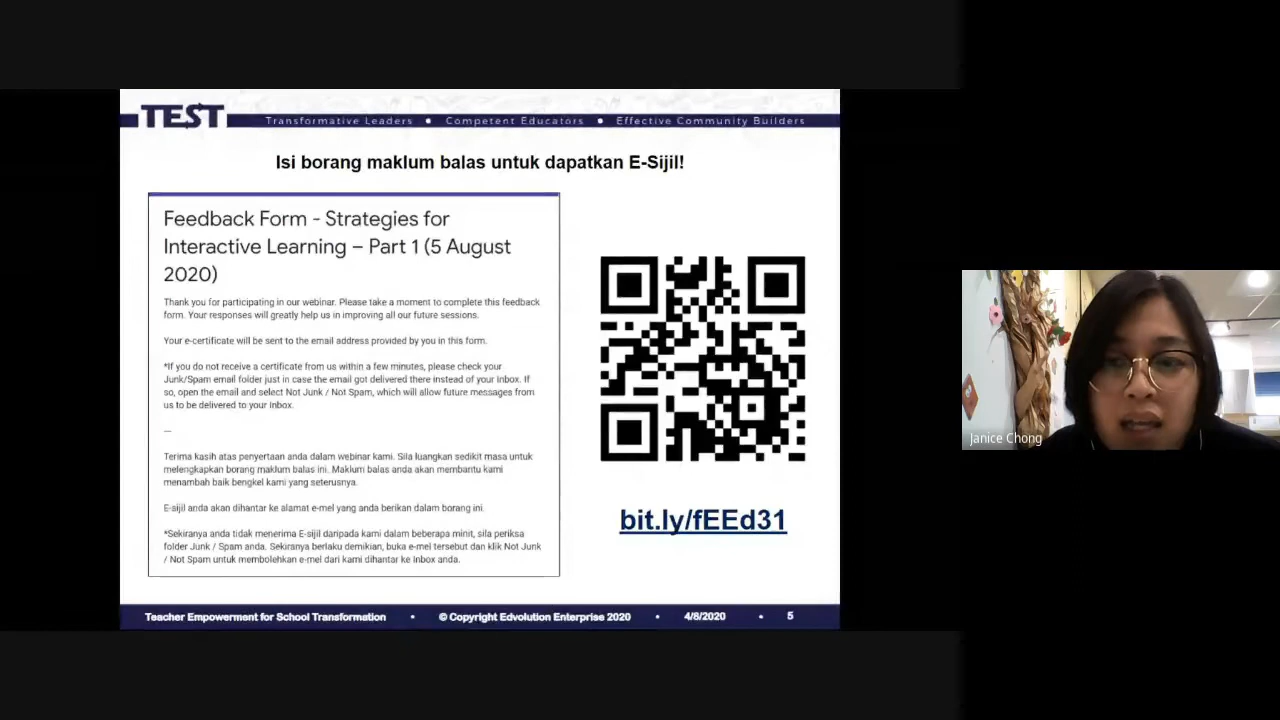 TEST
Transformative Leaders • Competent Educators • Effective Community Builders
Isi borang maklum balas untuk dapatkan E-Sijil!
Feedback Form - Strategies for
Interactive Learning – Part 1 (5 August
2020)
Thank you for participating in our webinar. Please take a moment to complete this feedback
form. Your responses will greatly help us in improving all our future sessions.
Your e-certificate will be sent to the email address provided by you in this form.
*If you do not receive a certificate from us within a few minutes, please check your
Junk/Spam email folder just in case the email got delivered there instead of your inbox. If
so, open the email and select Not Junk / Not Spam, which will allow future messages from
us to be delivered to your Inbox.
—
Terima kasih atas penyertaan anda dalam webinar kami. Sila luangkan sedikit masa untuk
melengkapkan borang maklum balas ini. Maklum balas anda akan membantu kami
menambah baik bengkel kami yang seterusnya.
E-sijil anda akan dihantar ke alamat e-mel yang anda berikan dalam borang ini.
*Sekiranya anda tidak menerima E-sijil daripada kami dalam beberapa minit, sila periksa
folder Junk / Spam anda. Sekiranya berlaku demikian, buka e-mel tersebut dan klik Not Junk
/ Not Spam untuk membolehkan e-mel dari kami dihantar ke Inbox anda.
bit.ly/fEEd31
Janice Chong
Teacher Empowerment for School Transformation • © Copyright Edvolution Enterprise 2020 • 4/8/2020 • 5